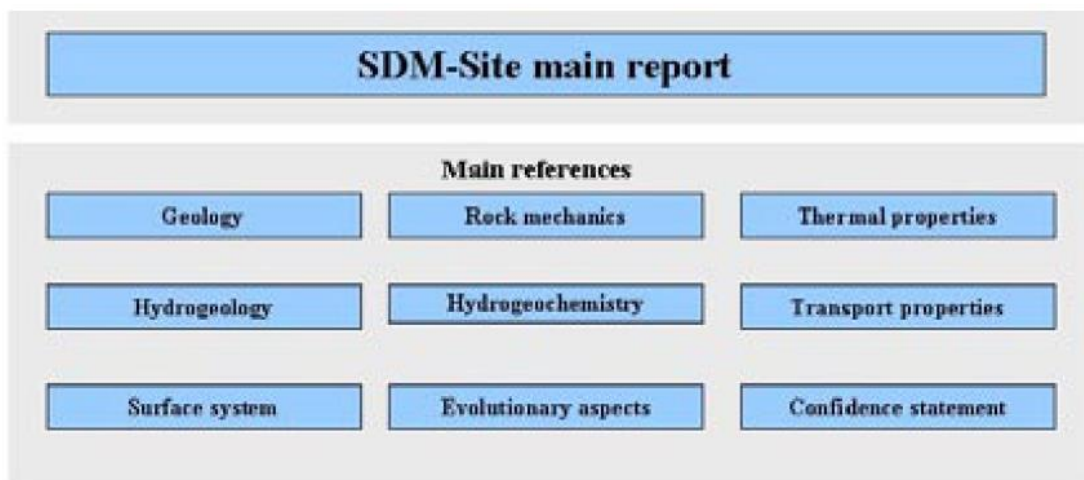 SDM-Site main report
Main references
Geology
Rock mechanics
Thermal properties
Hydrogeology
Hydrogeochemistry
Transport properties
Surface system
Evolutionary aspects
Confidence statement